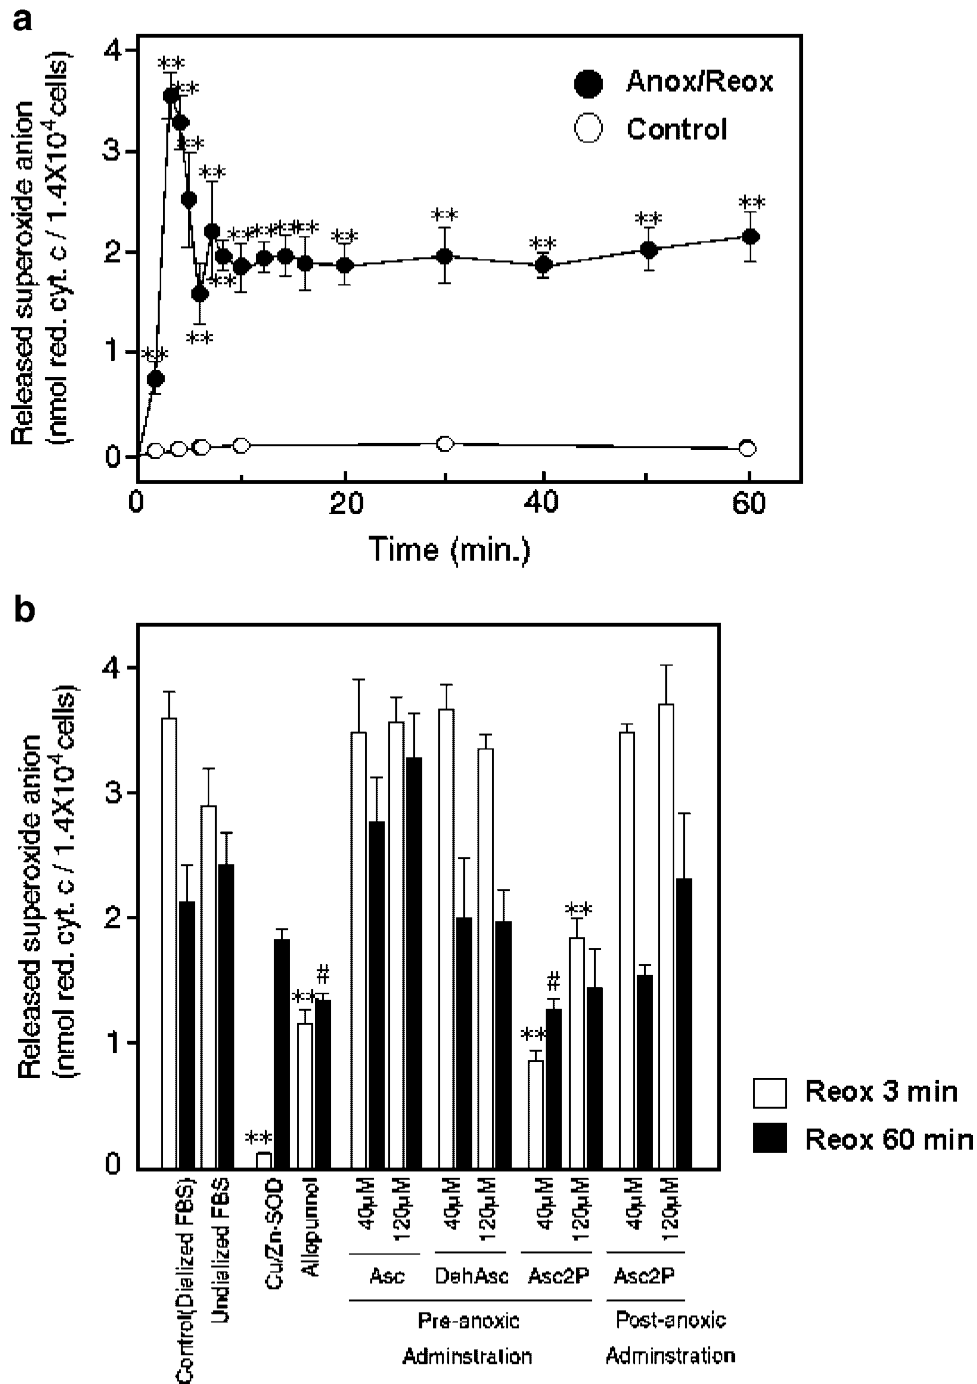 a
Released superoxide anion
(nmol red. cyt. c / 1.4X10⁴cells)
4
3
2
1
0
** ** ** ** ** ** ** ** ** ** ** ** ** ** ** **
Anox/Reox
Control
0 20 40 60
Time (min.)
b
Released superoxide anion
(nmol red. cyt. c / 1.4X10⁴cells)
4
3
2
1
0
** ** # ** ‡‡ **
Reox 3 min
Reox 60 min
Control(Dialized FBS)
Undialized FBS
Cu/Zn-SOD
Allopunnol
40µM 120µM 40µM 120µM 40µM 120µM 40µM 120µM
Asc DehAsc Asc2P Asc2P
Pre-anoxic Post-anoxic
Adminstration Adminstration